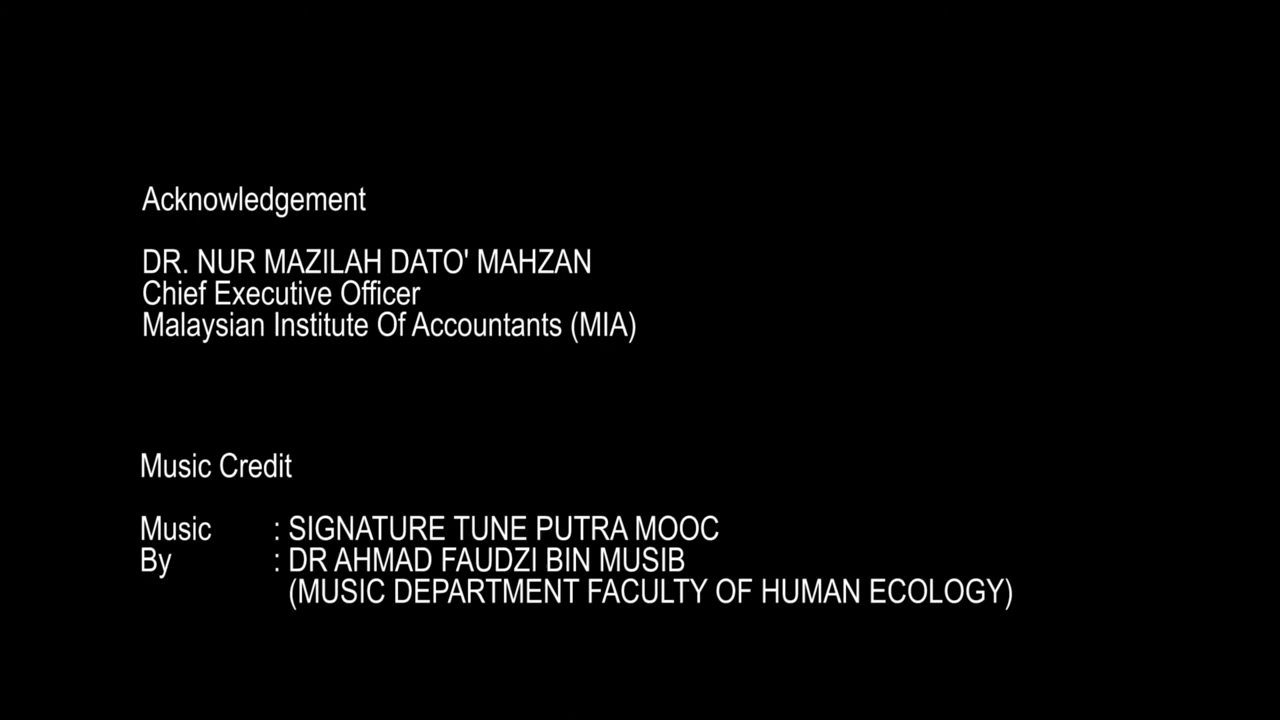 Acknowledgement
DR. NUR MAZILAH DATO' MAHZAN
Chief Executive Officer
Malaysian Institute Of Accountants (MIA)
Music Credit
Music : SIGNATURE TUNE PUTRA MOOC
By : DR AHMAD FAUDZI BIN MUSIB
(MUSIC DEPARTMENT FACULTY OF HUMAN ECOLOGY)